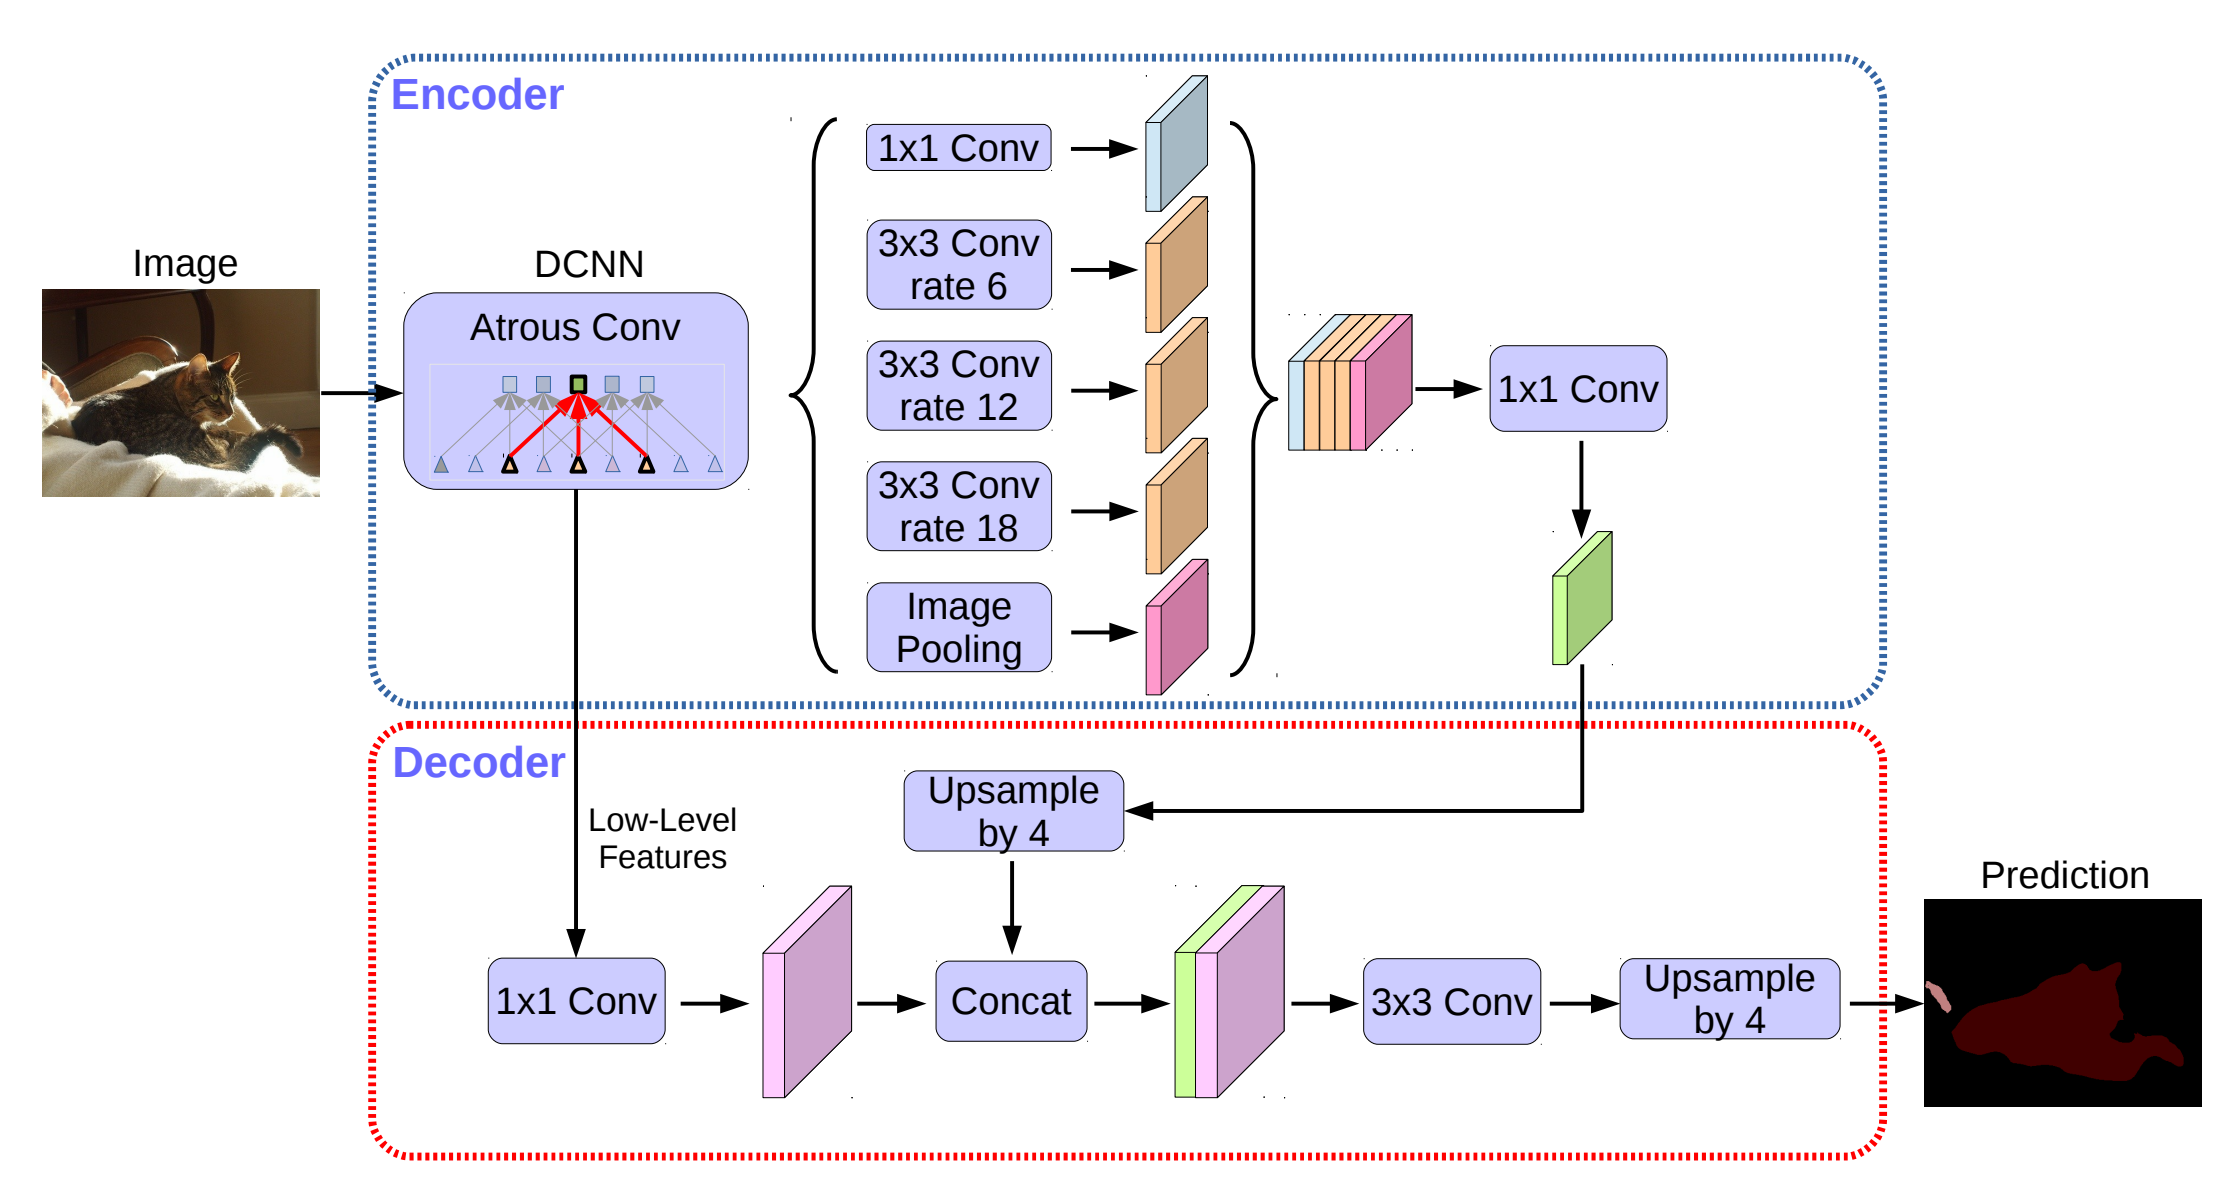 Encoder
Image
DCNN
Atrous Conv
1x1 Conv
3x3 Conv
rate 6
3x3 Conv
rate 12
3x3 Conv
rate 18
Image
Pooling
1x1 Conv
Decoder
Low-Level
Features
Upsample
by 4
1x1 Conv
Concat
3x3 Conv
Upsample
by 4
Prediction